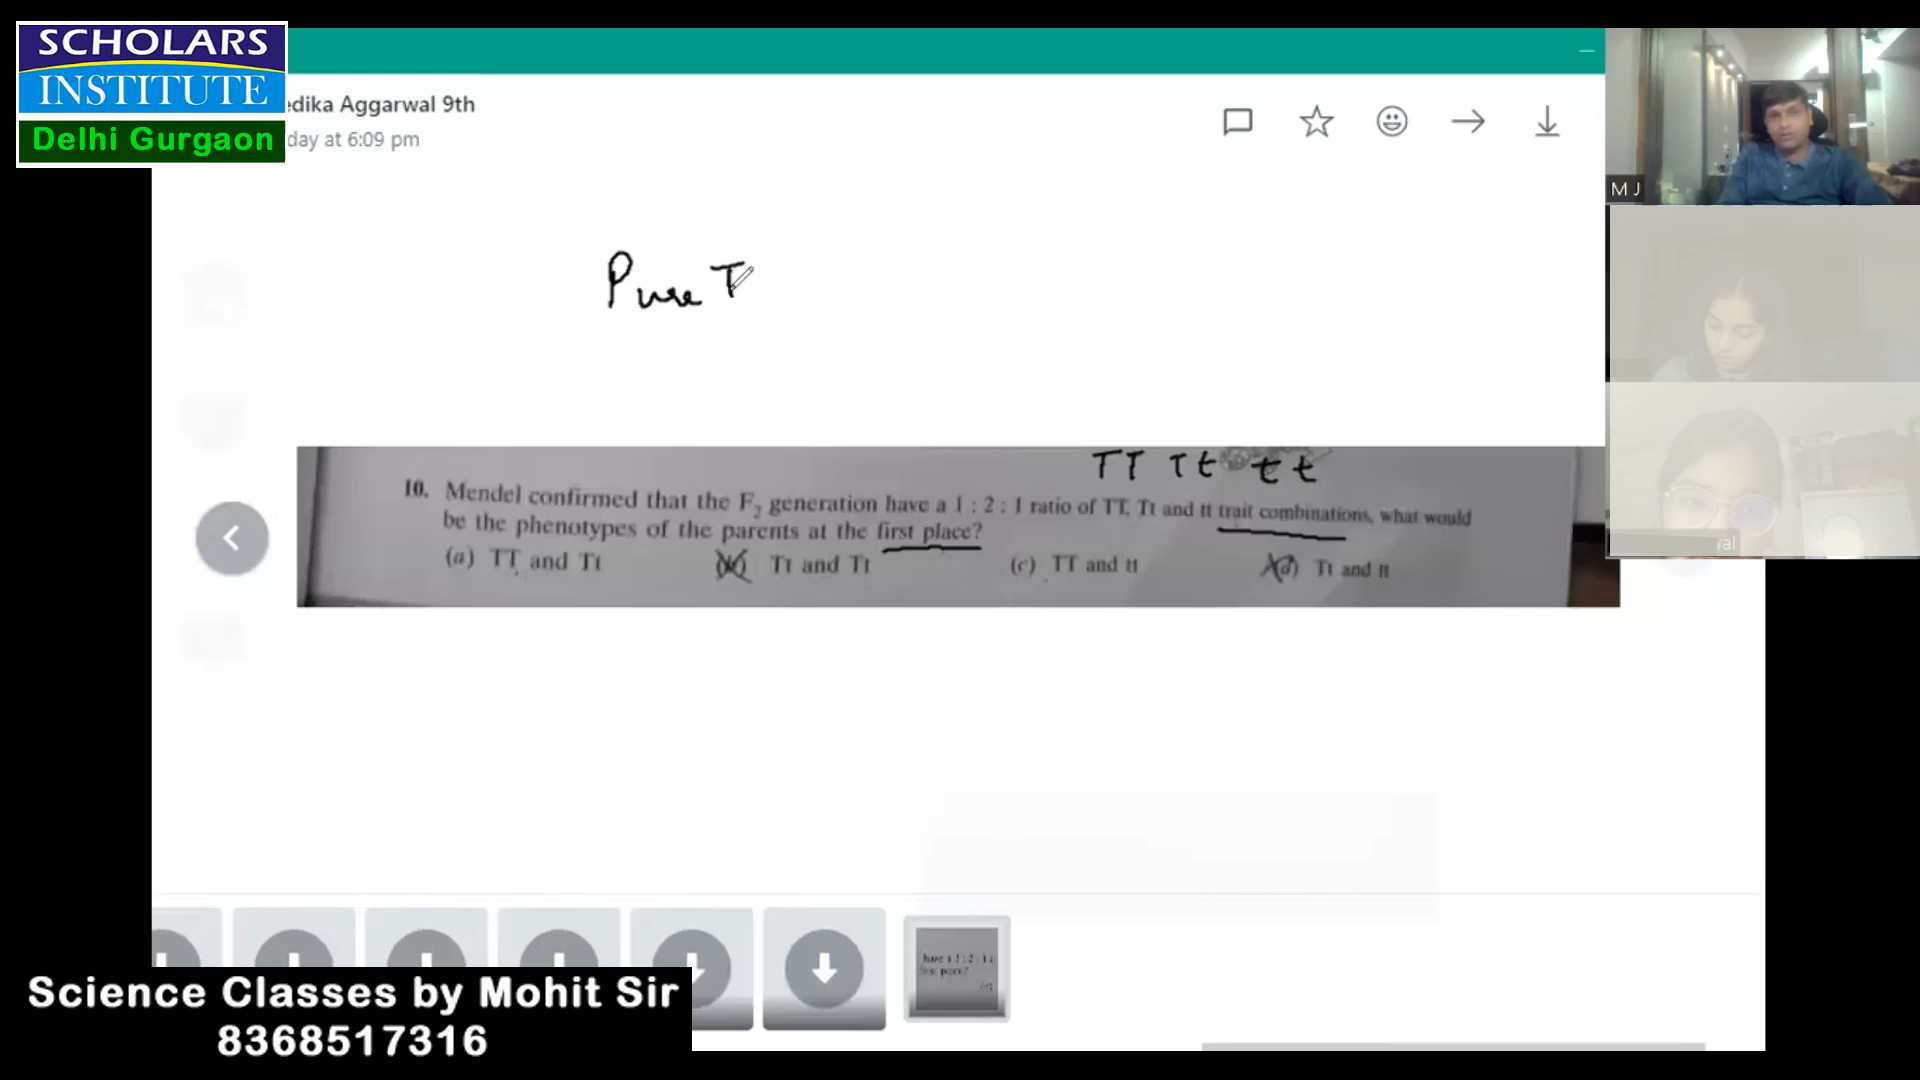 SCHOLARS
INSTITUTE
Delhi Gurgaon
edika Aggarwal 9th
day at 6:09 pm
M J
Pure T
TT Tt tt
10. Mendel confirmed that the F2 generation have a 1 : 2 : 1 ratio of TT, Tt and tt trait combinations, what would
be the phenotypes of the parents at the first place?
(a) TT and Tt
Tt and Tt
(c) TT and tt
(d) Tt and tt
wal
Science Classes by Mohit Sir
8368517316